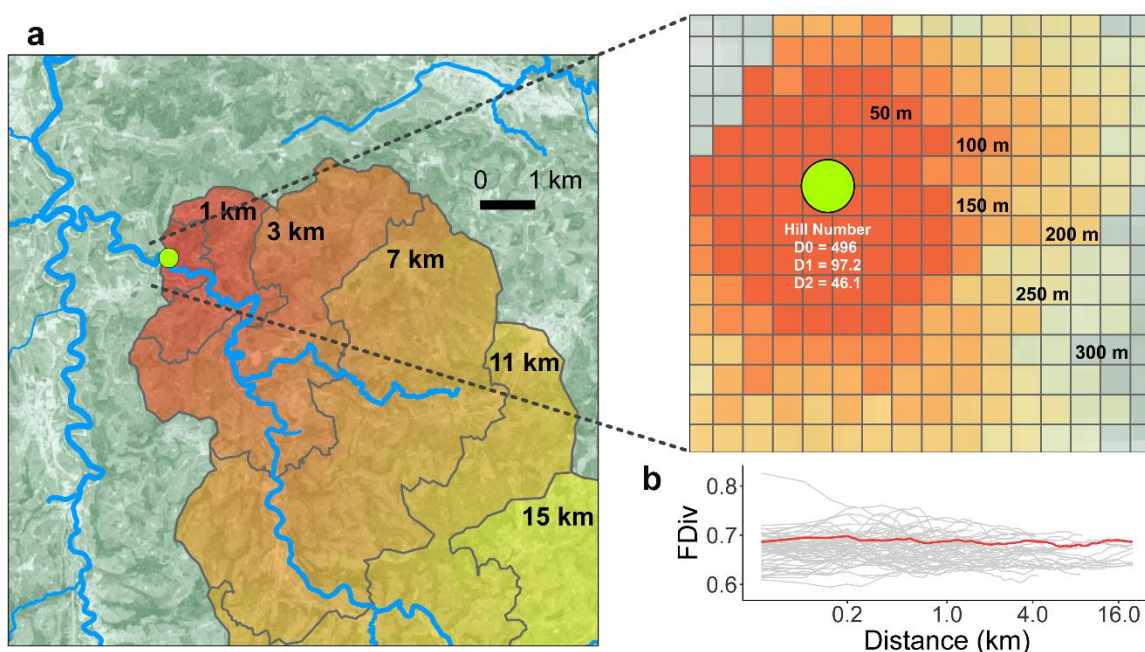 a
0 1 km
1 km
3 km
7 km
11 km
15 km
50 m
100 m
150 m
200 m
250 m
300 m
Hill Number
D0 = 496
D1 = 97.2
D2 = 46.1
b
FDiv
0.8
0.7
0.6
0.2 1.0 4.0 16.0
Distance (km)